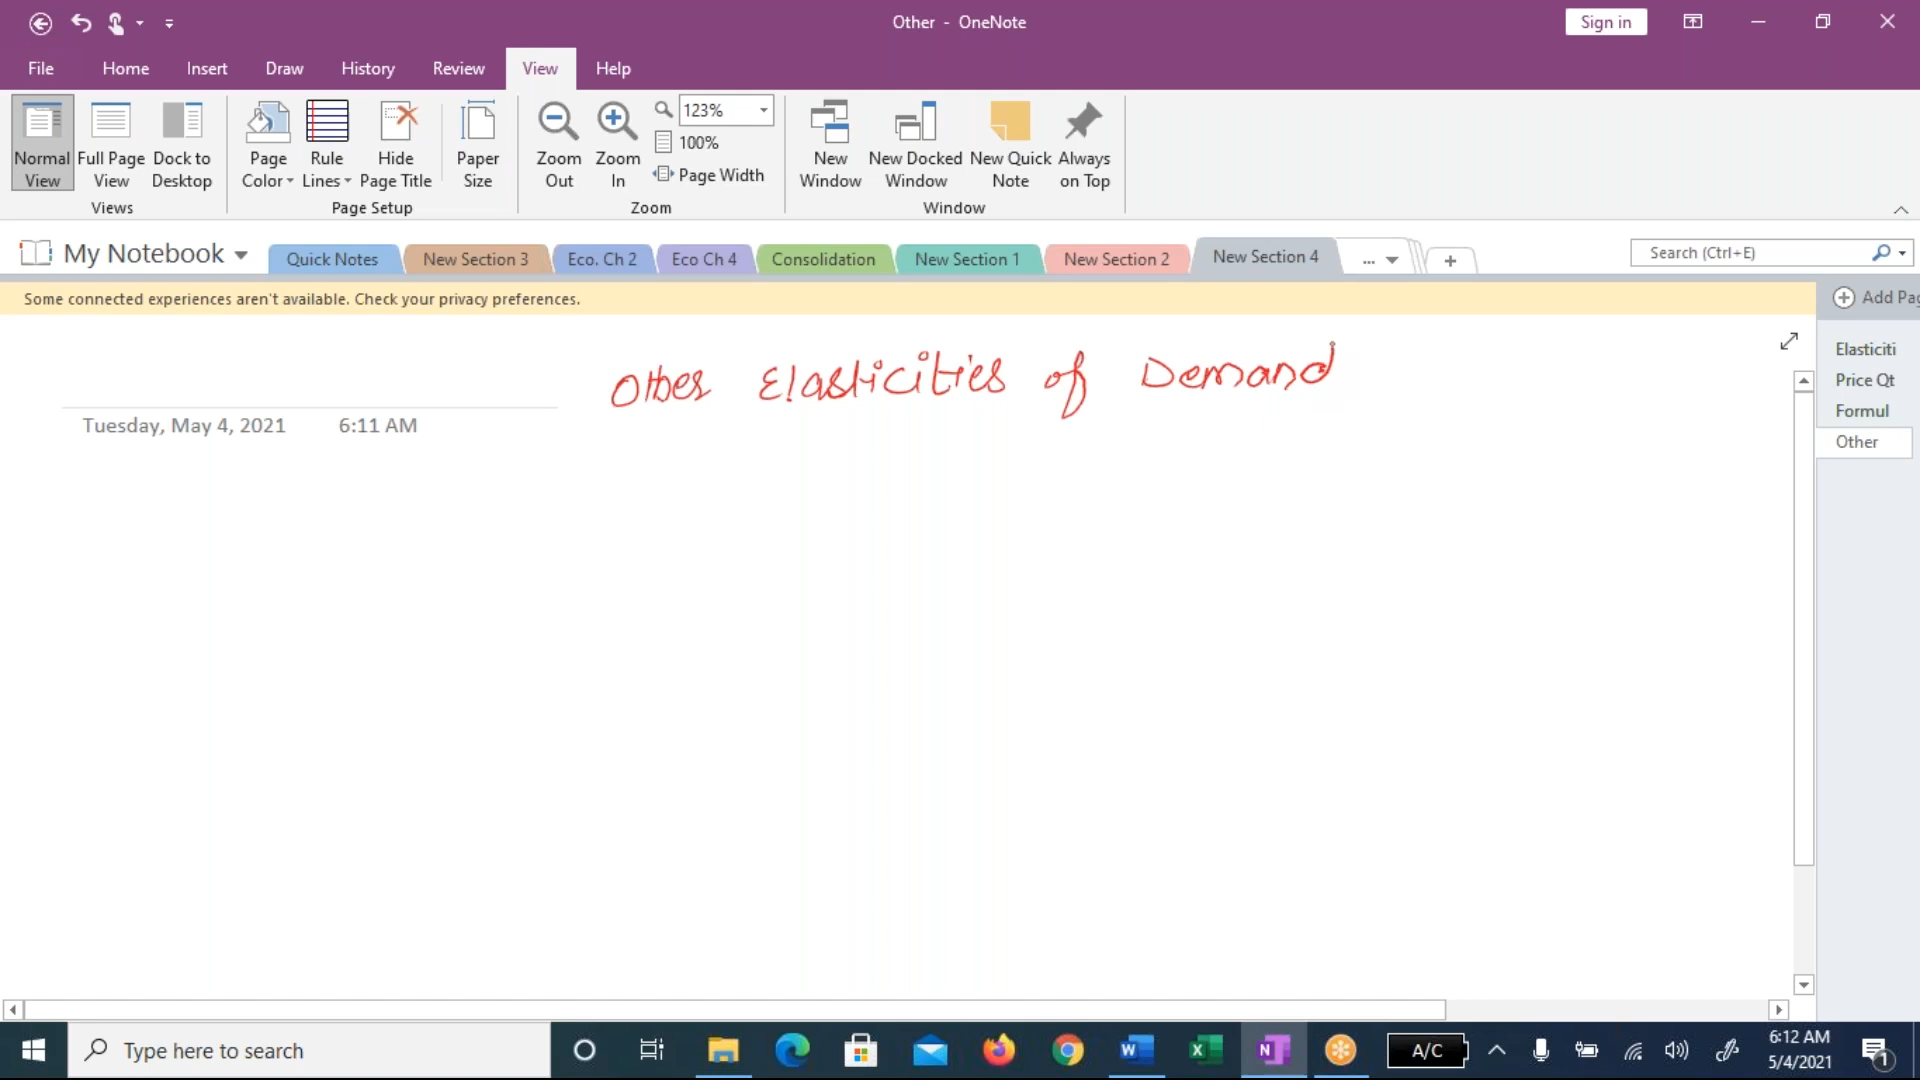 Other - OneNote
Sign in
File Home Insert Draw History Review View Help
Normal View
Full Page View
Dock to Desktop
Views
Page Color
Rule Lines
Hide Page Title
Paper Size
Page Setup
Zoom Out
Zoom In
123%
100%
Page Width
Zoom
New Window
New Docked Window
New Quick Note
Always on Top
Window
My Notebook
Quick Notes
New Section 3
Eco. Ch 2
Eco Ch 4
Consolidation
New Section 1
New Section 2
New Section 4
...
Search (Ctrl+E)
Some connected experiences aren't available. Check your privacy preferences.
Add Pag
Elasticiti
Price Qt
Formul
Other
Other Elasticities of Demand
Tuesday, May 4, 2021 6:11 AM
Type here to search
A/C
6:12 AM
5/4/2021
1